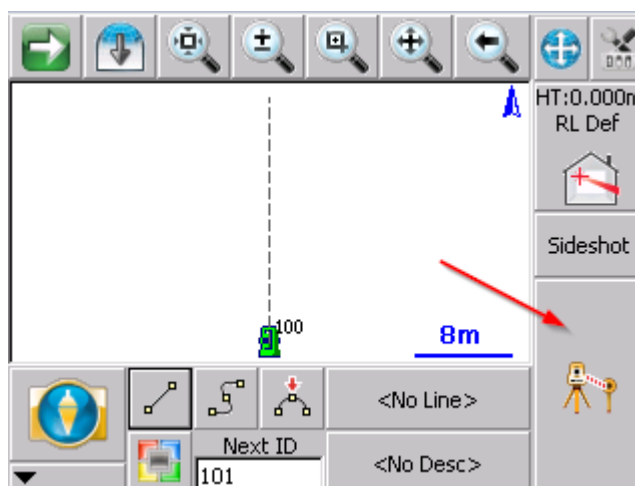 HT:0.000m
RL Def
Sideshot
100
8m
<No Line>
Next ID
101
<No Desc>